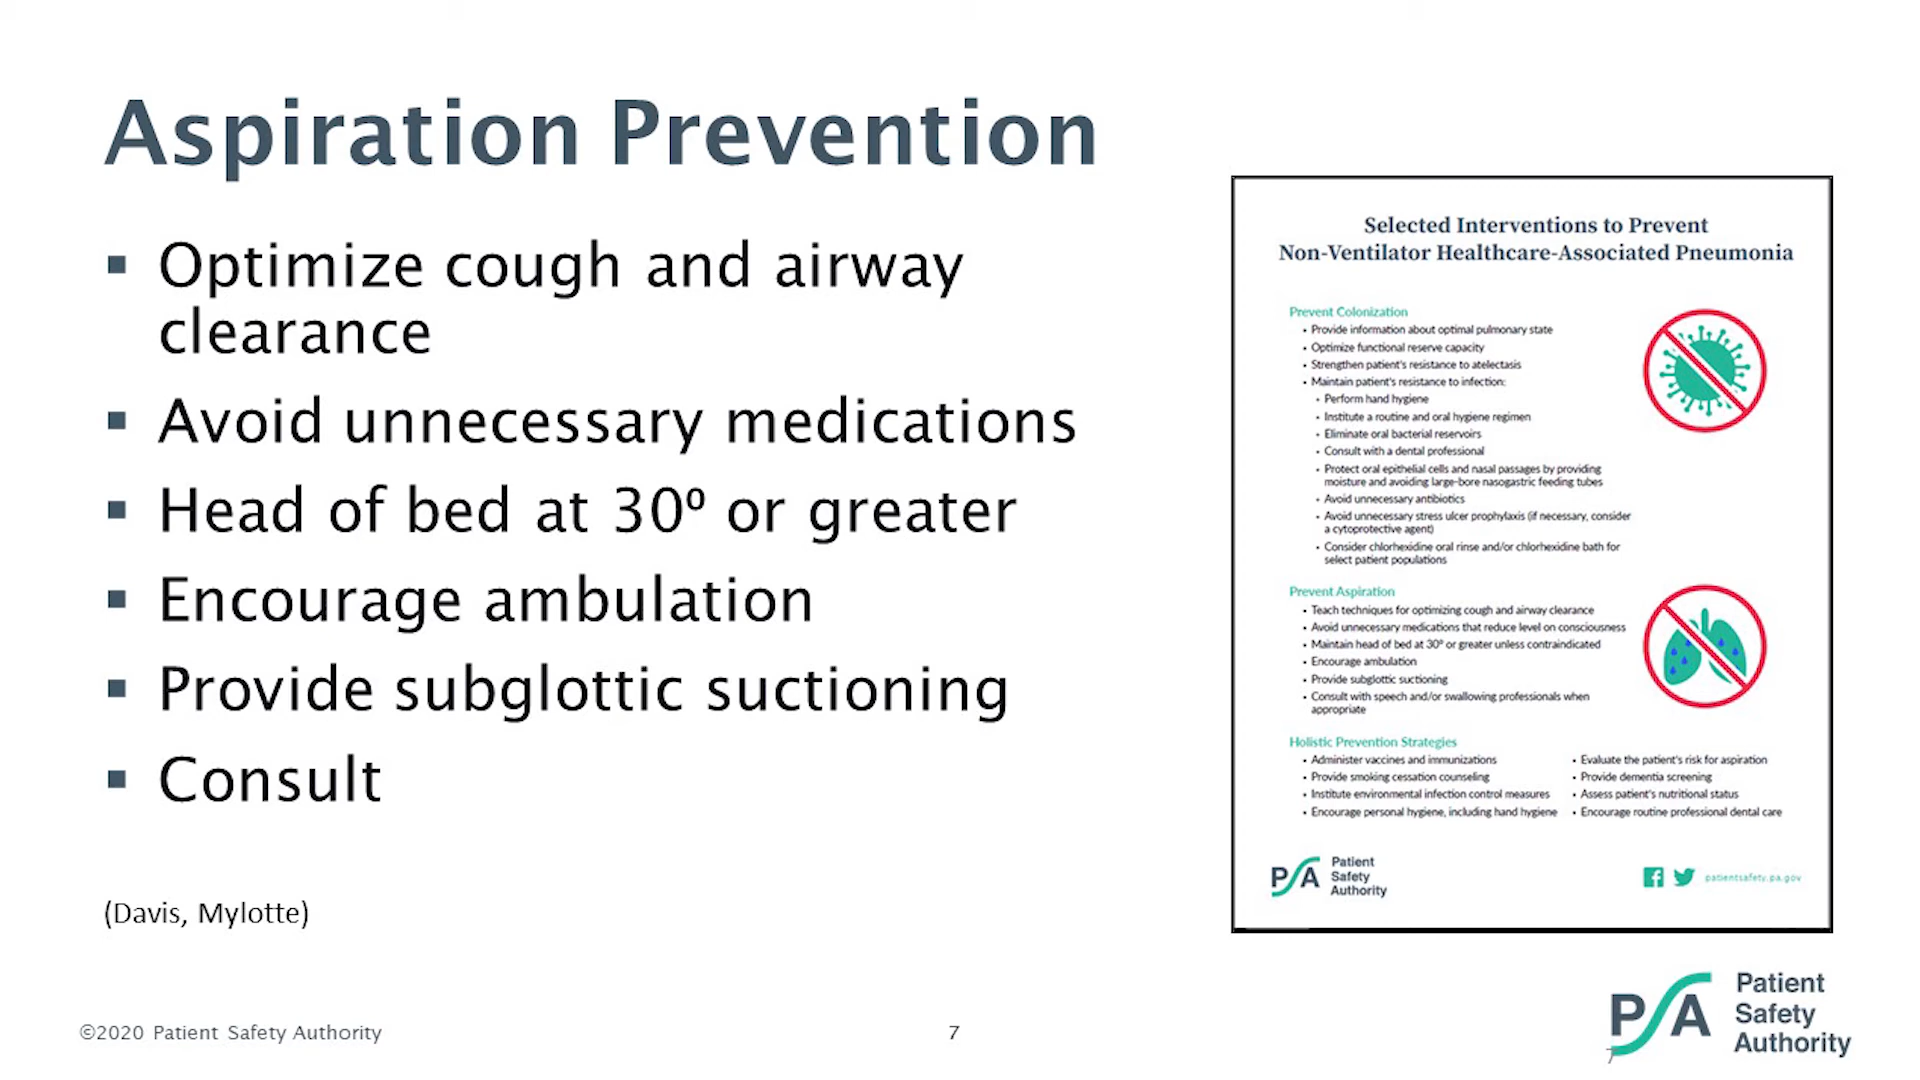 Aspiration Prevention
▪ Optimize cough and airway
clearance
▪ Avoid unnecessary medications
▪ Head of bed at 30⁰ or greater
▪ Encourage ambulation
▪ Provide subglottic suctioning
▪ Consult
(Davis, Mylotte)
Selected Interventions to Prevent
Non-Ventilator Healthcare-Associated Pneumonia
Prevent Colonization
• Provide information about optimal pulmonary state
• Optimize functional reserve capacity
• Strengthen patient's resistance to atelectasis
• Maintain patient's resistance to infection:
• Perform hand hygiene
• Institute a routine and oral hygiene regimen
• Eliminate oral bacterial reservoirs
• Consult with a dental professional
• Protect oral epithelial cells and nasal passages by providing
moisture and avoiding large-bore nasogastric feeding tubes
• Avoid unnecessary antibiotics
• Avoid unnecessary stress ulcer prophylaxis (if necessary, consider
a cytoprotective agent)
• Consider chlorhexidine oral rinse and/or chlorhexidine bath for
select patient populations
Prevent Aspiration
• Teach techniques for optimizing cough and airway clearance
• Avoid unnecessary medications that reduce level on consciousness
• Maintain head of bed at 30⁰ or greater unless contraindicated
• Encourage ambulation
• Provide subglottic suctioning
• Consult with speech and/or swallowing professionals when
appropriate
Holistic Prevention Strategies
• Administer vaccines and immunizations
• Provide smoking cessation counseling
• Institute environmental infection control measures
• Encourage personal hygiene, including hand hygiene
• Evaluate the patient's risk for aspiration
• Provide dementia screening
• Assess patient's nutritional status
• Encourage routine professional dental care
PSA
Patient
Safety
Authority
patientsafety.pa.gov
©2020 Patient Safety Authority
7
PSA
Patient
Safety
Authority
7